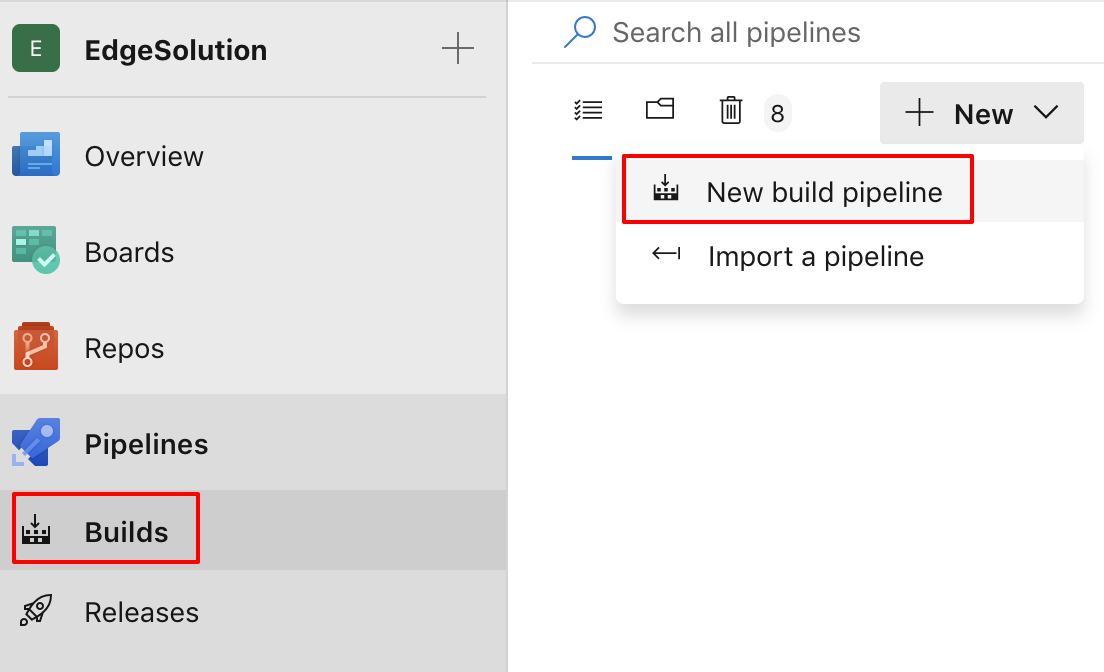 E
EdgeSolution
Overview
Boards
Repos
Pipelines
Builds
Releases
Search all pipelines
8
New
New build pipeline
Import a pipeline